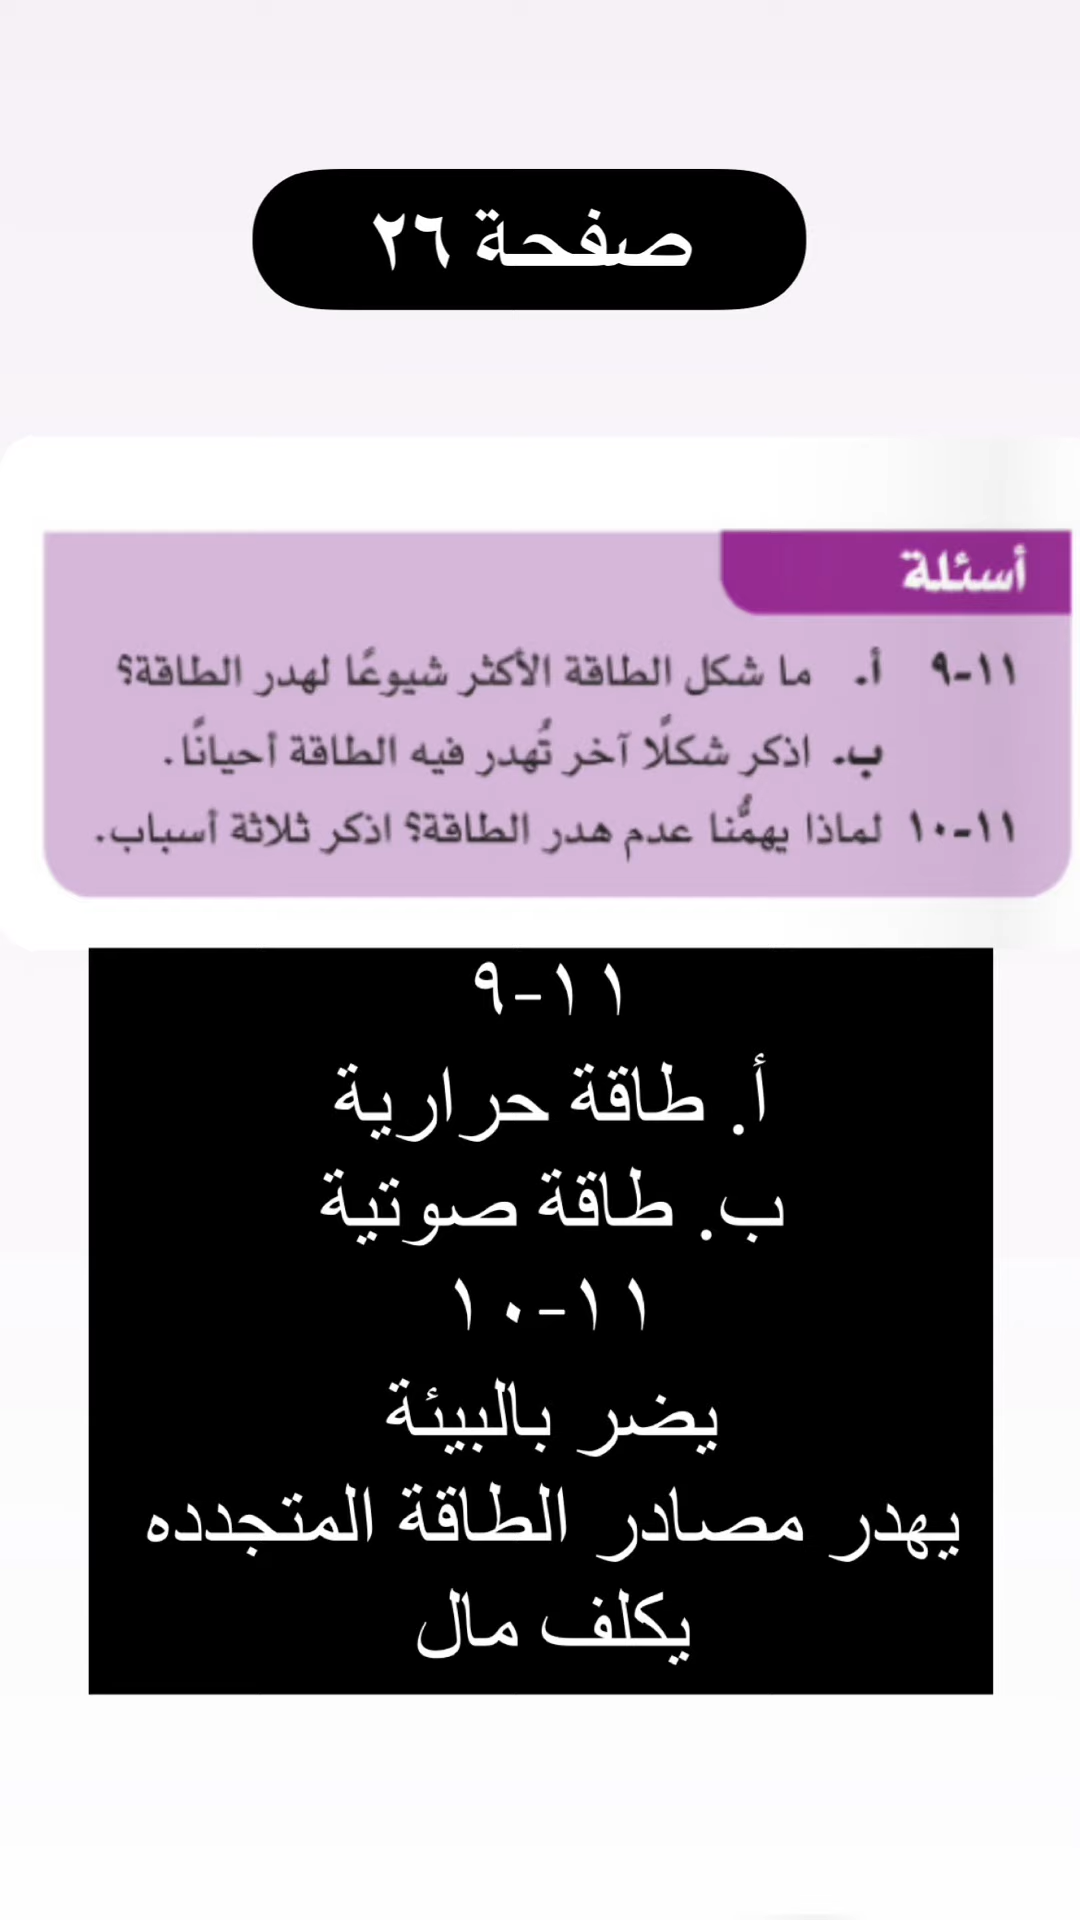 صفحة ٢٦
أسئلة
١١-٩ أ. ما شكل الطاقة الأكثر شيوعًا لهدر الطاقة؟
ب. اذكر شكلًا آخر تُهدر فيه الطاقة أحيانًا.
١١-١٠ لماذا يهمُّنا عدم هدر الطاقة؟ اذكر ثلاثة أسباب.
١١-٩
أ. طاقة حرارية
ب. طاقة صوتية
١١-١٠
يضر بالبيئة
يهدر مصادر الطاقة المتجدده
يكلف مال